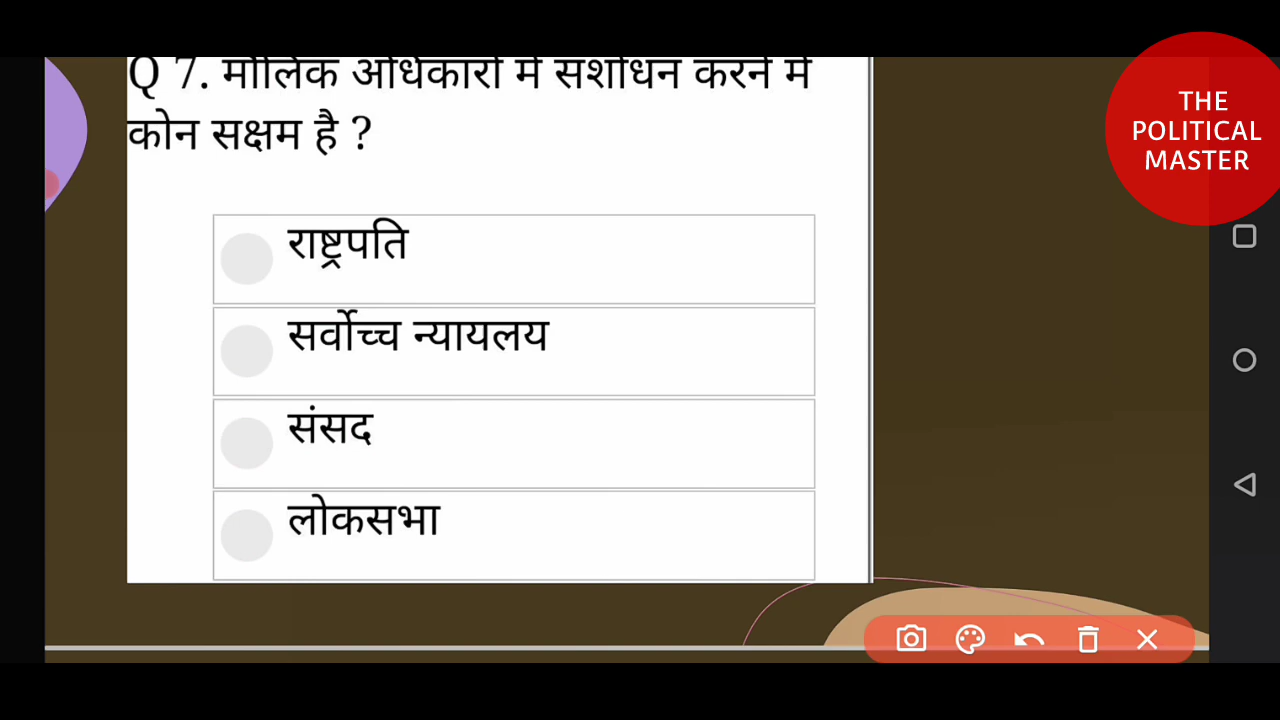 Q 7. मौलिक अधिकारों में संशोधन करने में
कोन सक्षम है ?
राष्ट्रपति
सर्वोच्च न्यायलय
संसद
लोकसभा
THE
POLITICAL
MASTER